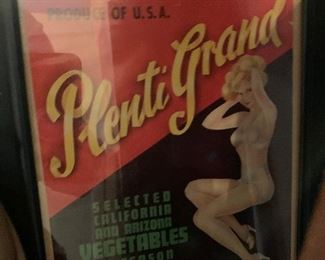 PRODUCE OF U.S.A.
Plenti Grand
SELECTED
CALIFORNIA
AND ARIZONA
VEGETABLES